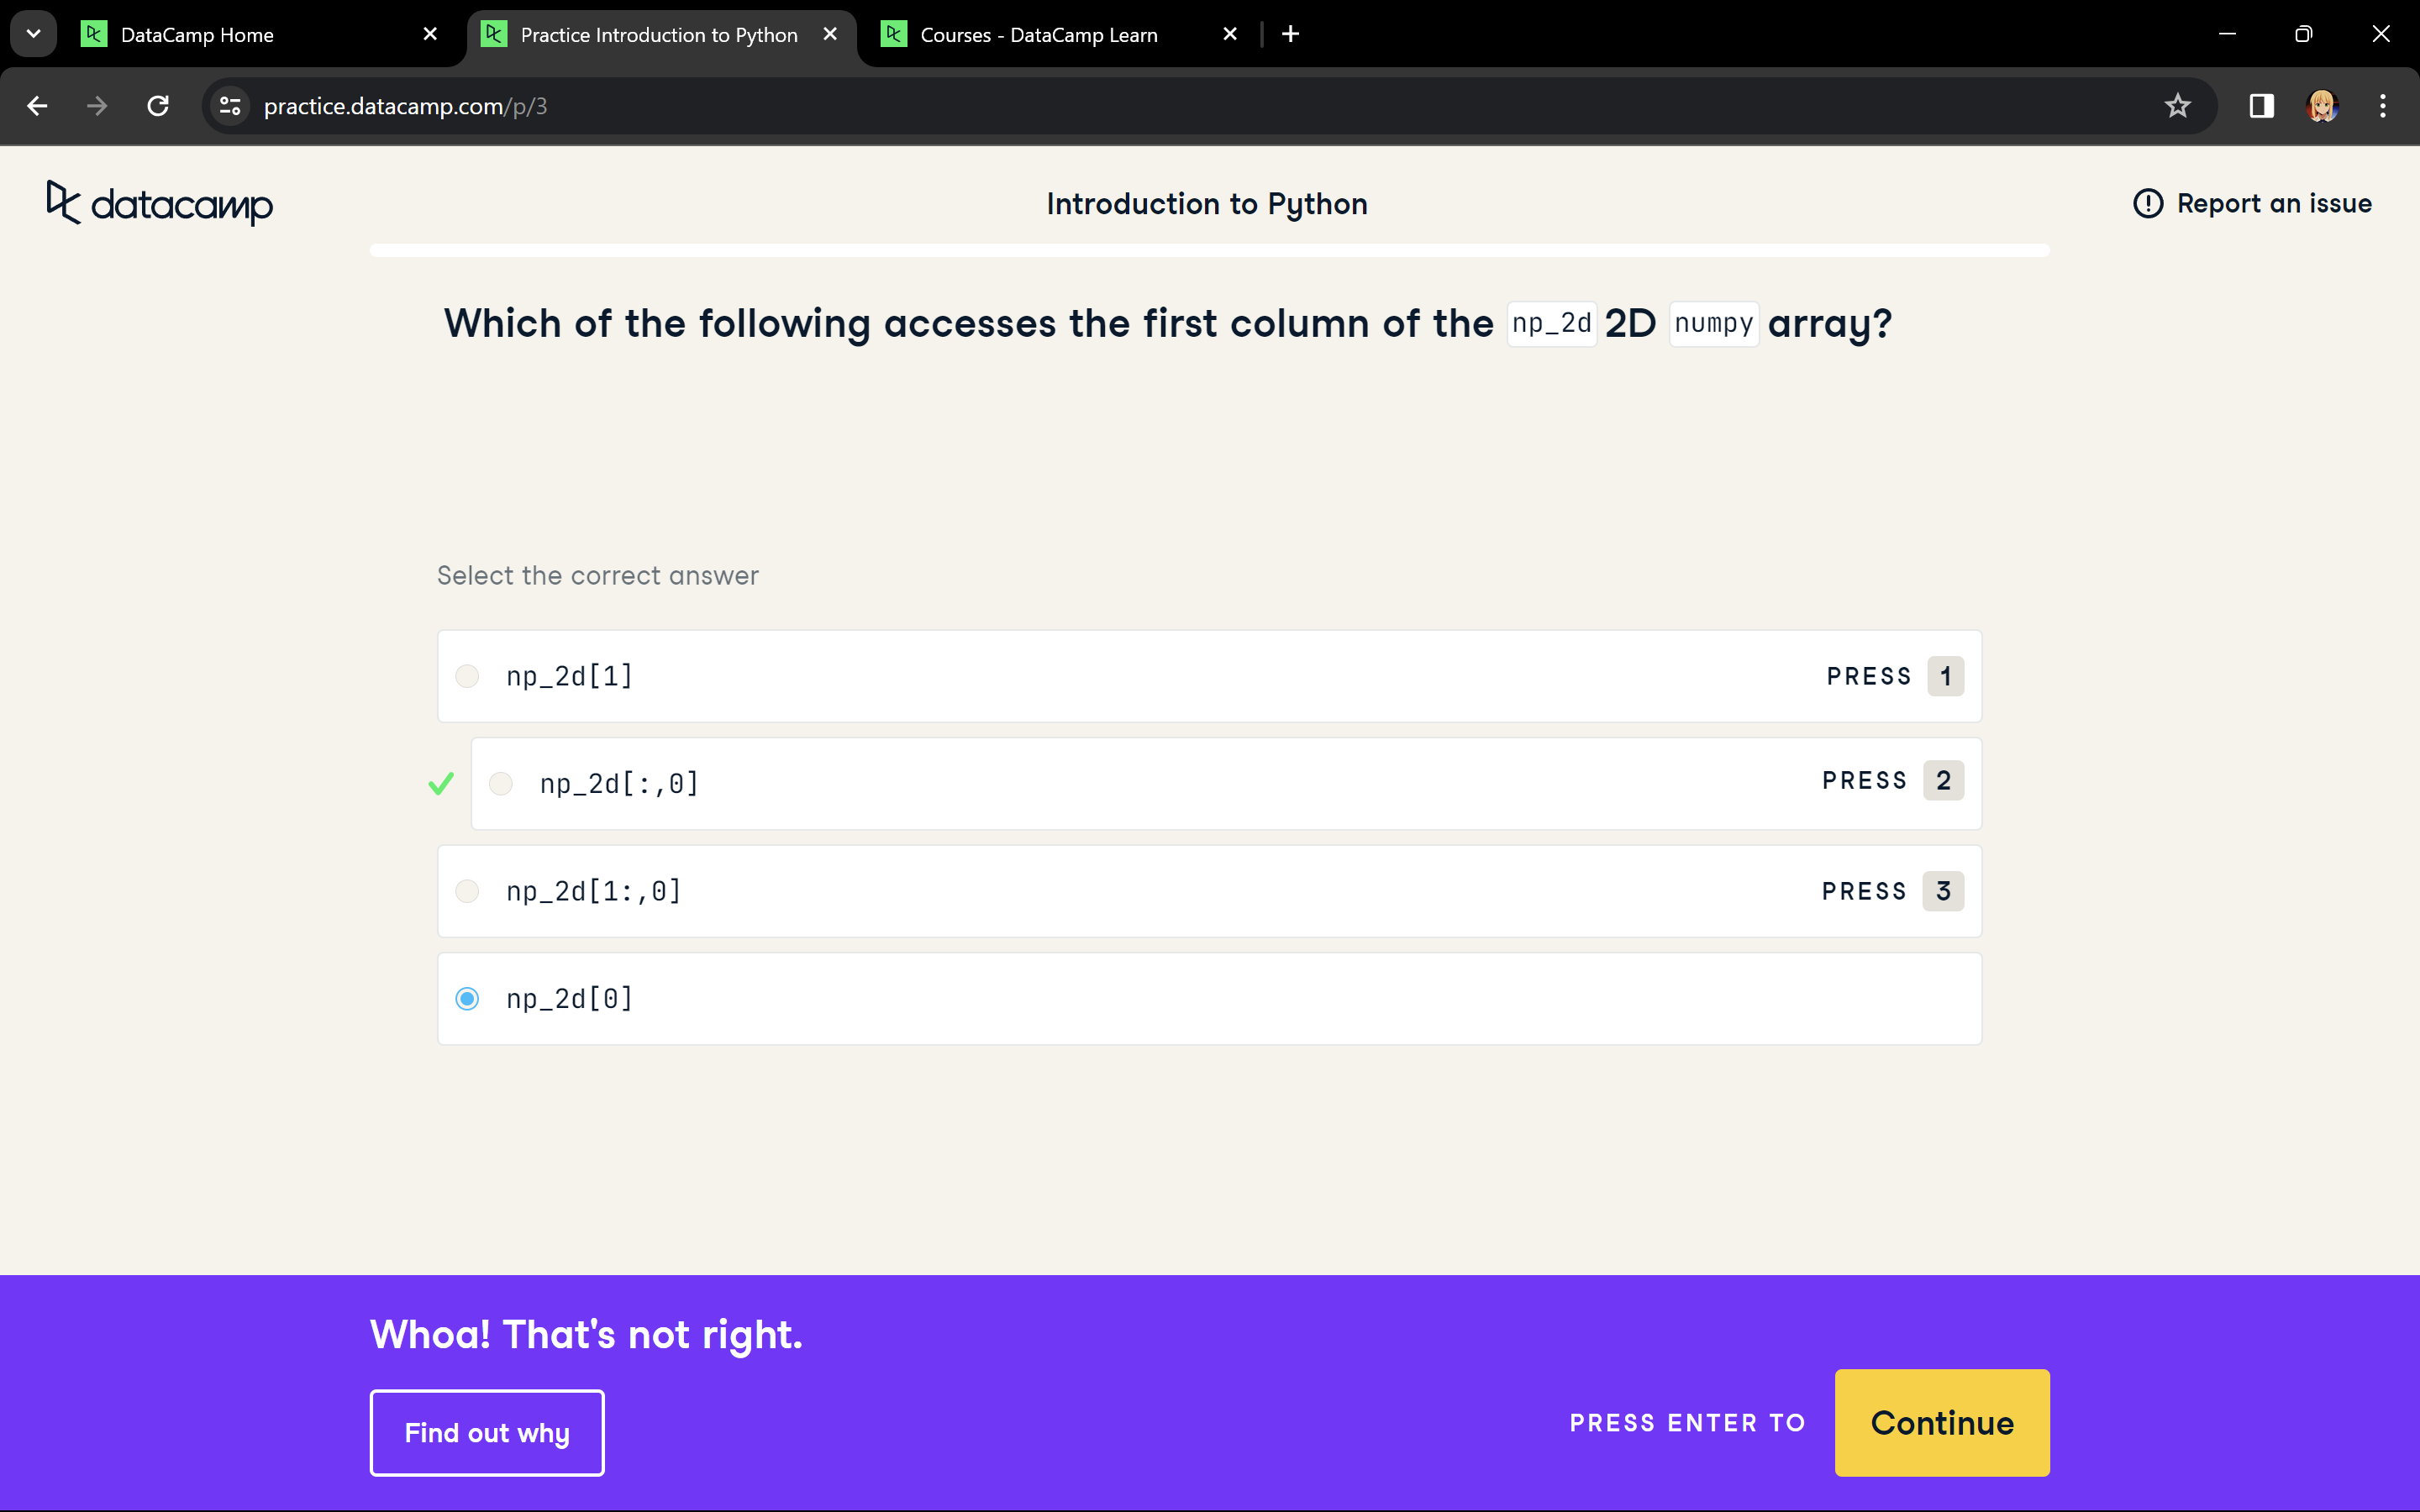 DataCamp Home
Practice Introduction to Python
Courses - DataCamp Learn
practice.datacamp.com/p/3
datacamp
Introduction to Python
Report an issue
Which of the following accesses the first column of the np_2d 2D numpy array?
Select the correct answer
np_2d[1] PRESS 1
np_2d[:,0] PRESS 2
np_2d[1:,0] PRESS 3
np_2d[0]
Whoa! That's not right.
Find out why
PRESS ENTER TO Continue